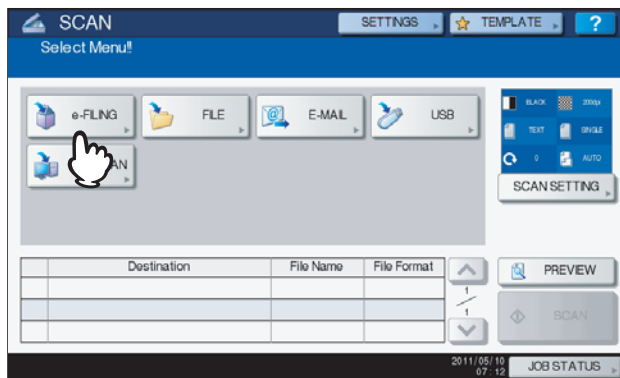 SCAN
SETTINGS
TEMPLATE
?
Select Menu!!
e-FILING
FILE
E-MAIL
USB
AN
BLACK
200dpi
TEXT
SINGLE
0
AUTO
SCAN SETTING
Destination
File Name
File Format
1
1
PREVIEW
SCAN
2011/05/10
07:12
JOB STATUS